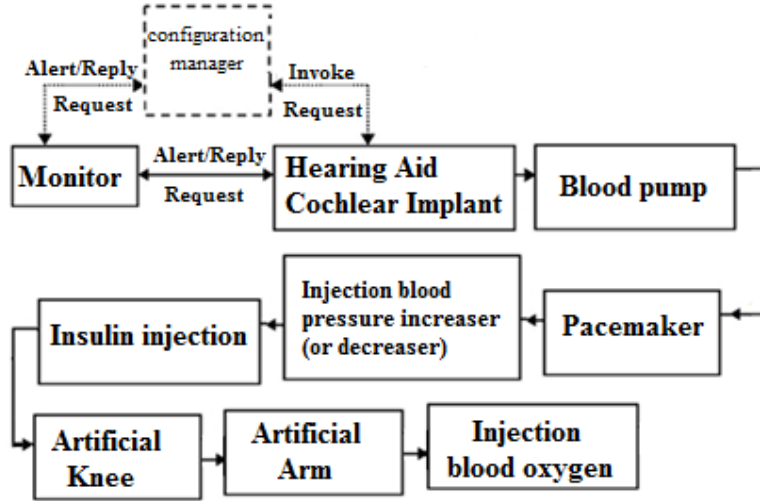 configuration
manager
Alert/Reply
Request
Invoke
Request
Monitor
Alert/Reply
Request
Hearing Aid
Cochlear Implant
Blood pump
Insulin injection
Injection blood
pressure increaser
(or decreaser)
Pacemaker
Artificial
Knee
Artificial
Arm
Injection
blood oxygen